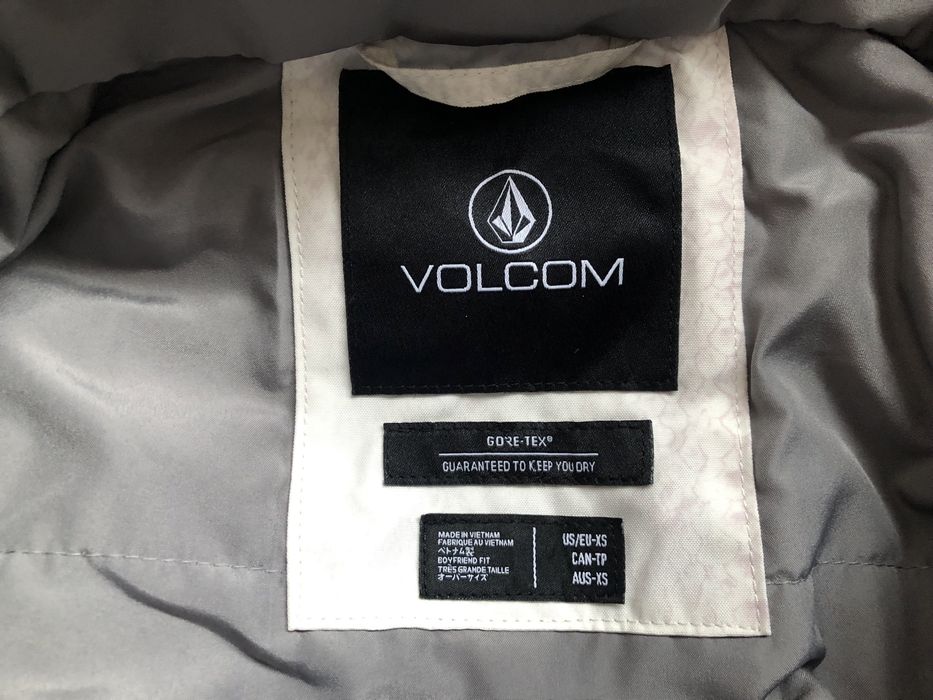 VOLCOM
GORE-TEX®
GUARANTEED TO KEEP YOU DRY
MADE IN VIETNAM
FABRIQUE AU VIETNAM
ベトナム製
BOYFRIEND FIT
TRÈS GRANDE TAILLE
オーバーサイズ
US/EU-XS
CAN-TP
AUS-XS